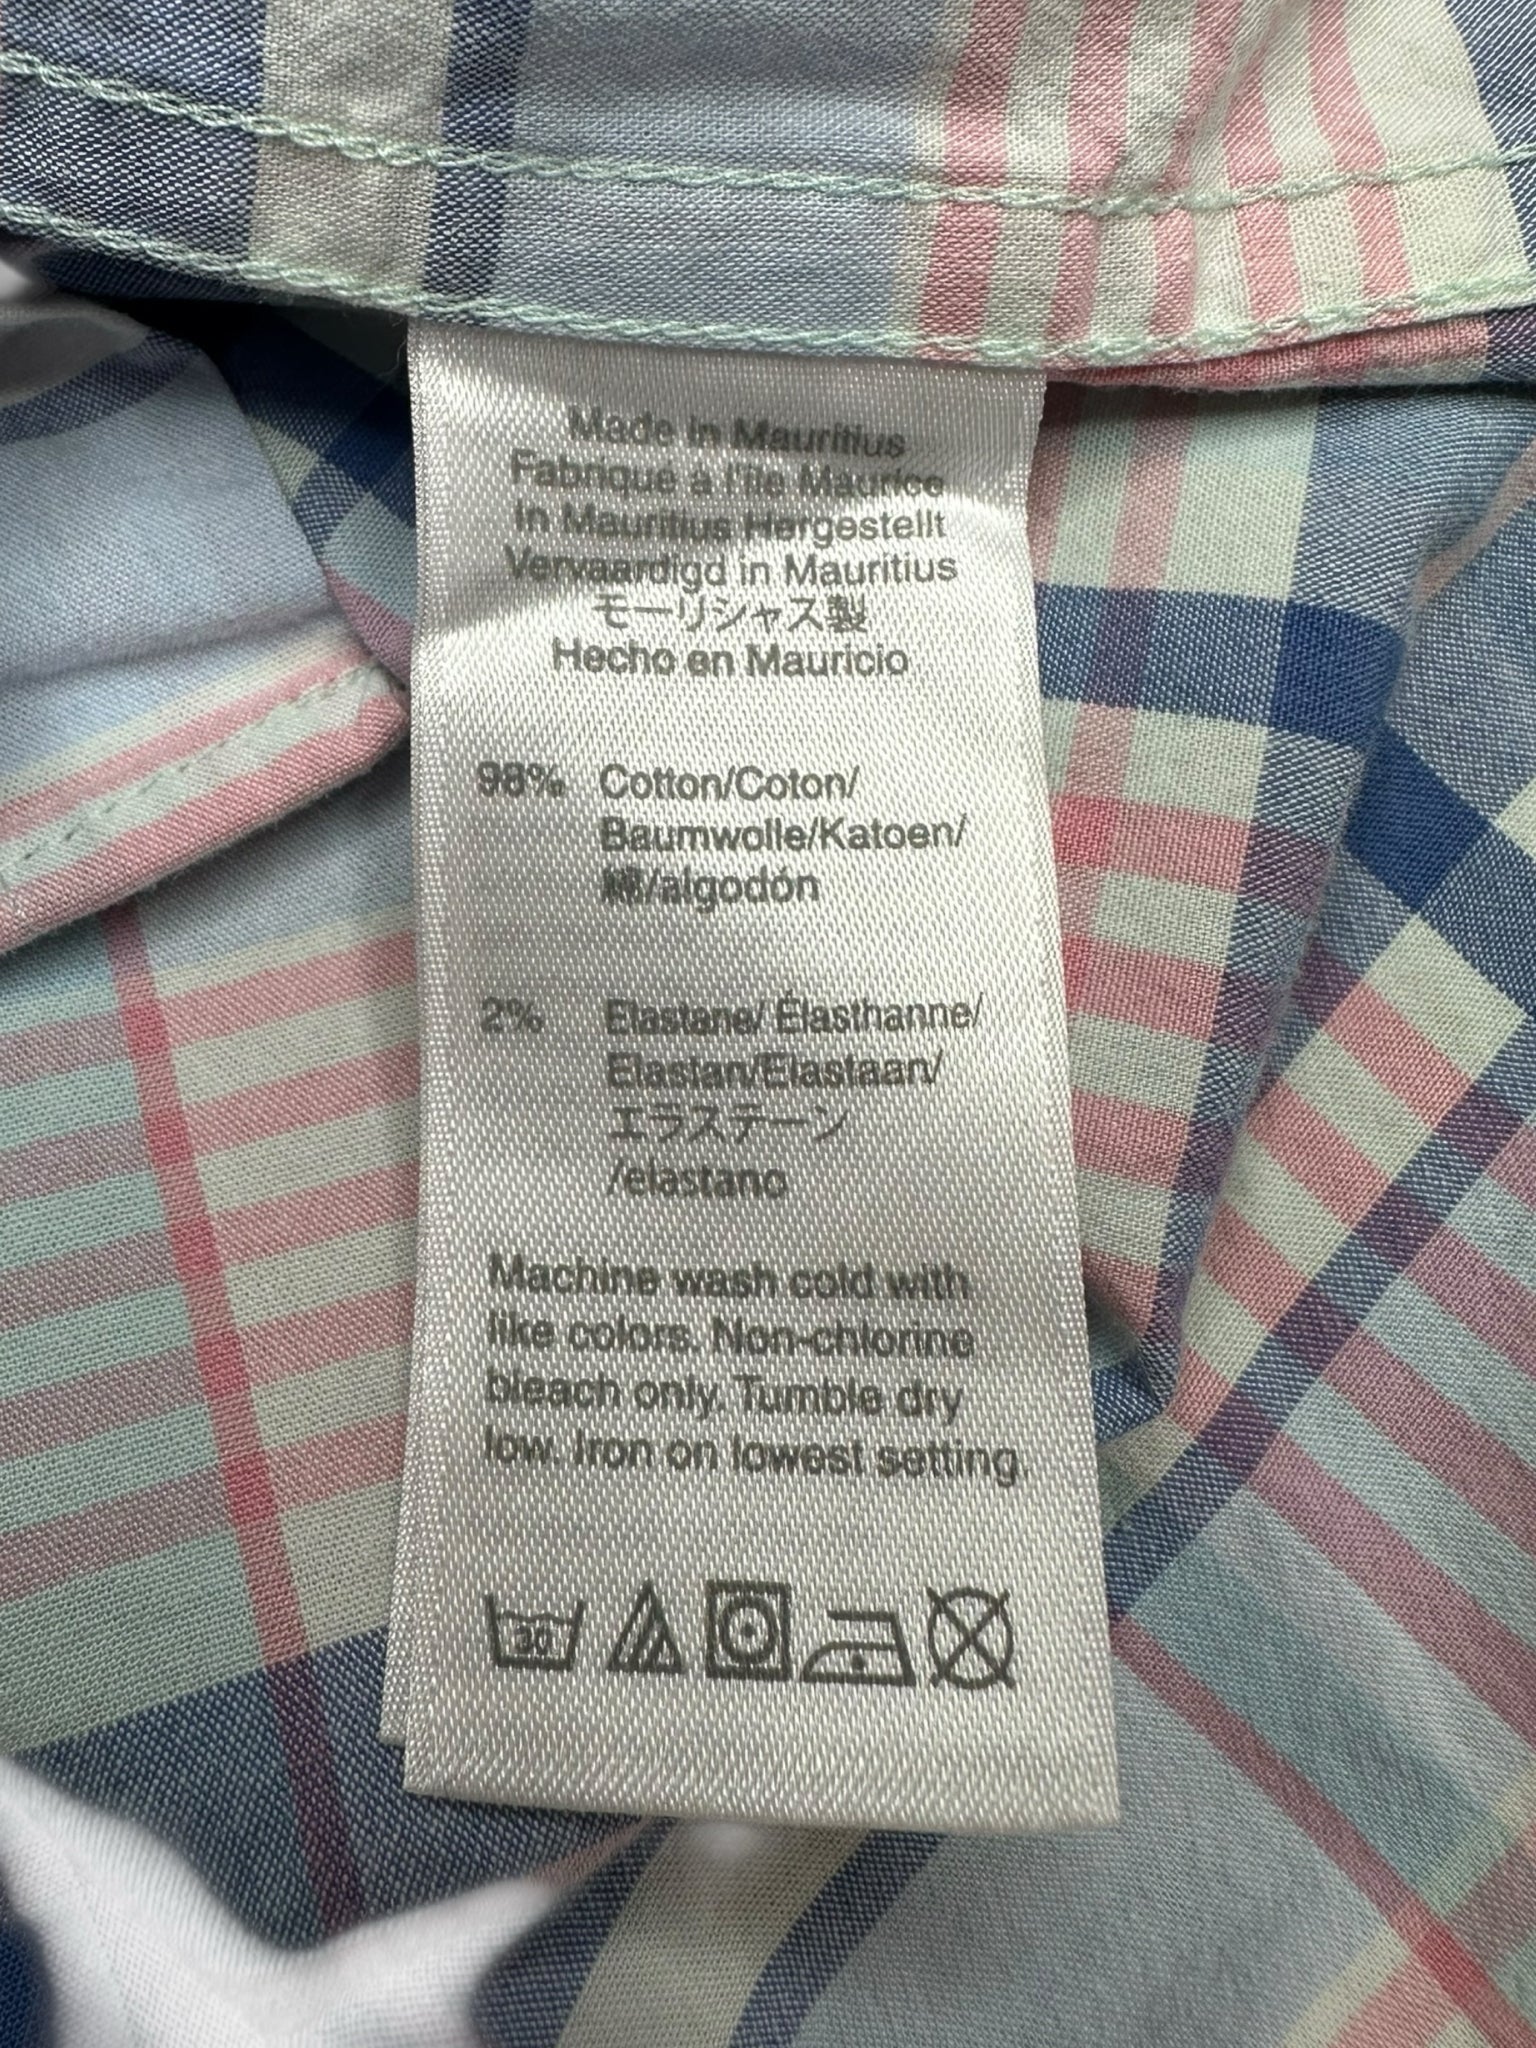 Made in Mauritius
Fabriqué à l'île Maurice
In Mauritius Hergestellt
Vervaardigd in Mauritius
モーリシャス製
Hecho en Mauricio
98% Cotton/Coton/
Baumwolle/Katoen/
綿/algodón
2% Elastane/ Élasthanne/
Elastan/Elastaan/
エラステーン
/elastano
Machine wash cold with
like colors. Non-chlorine
bleach only. Tumble dry
low. Iron on lowest setting.
30